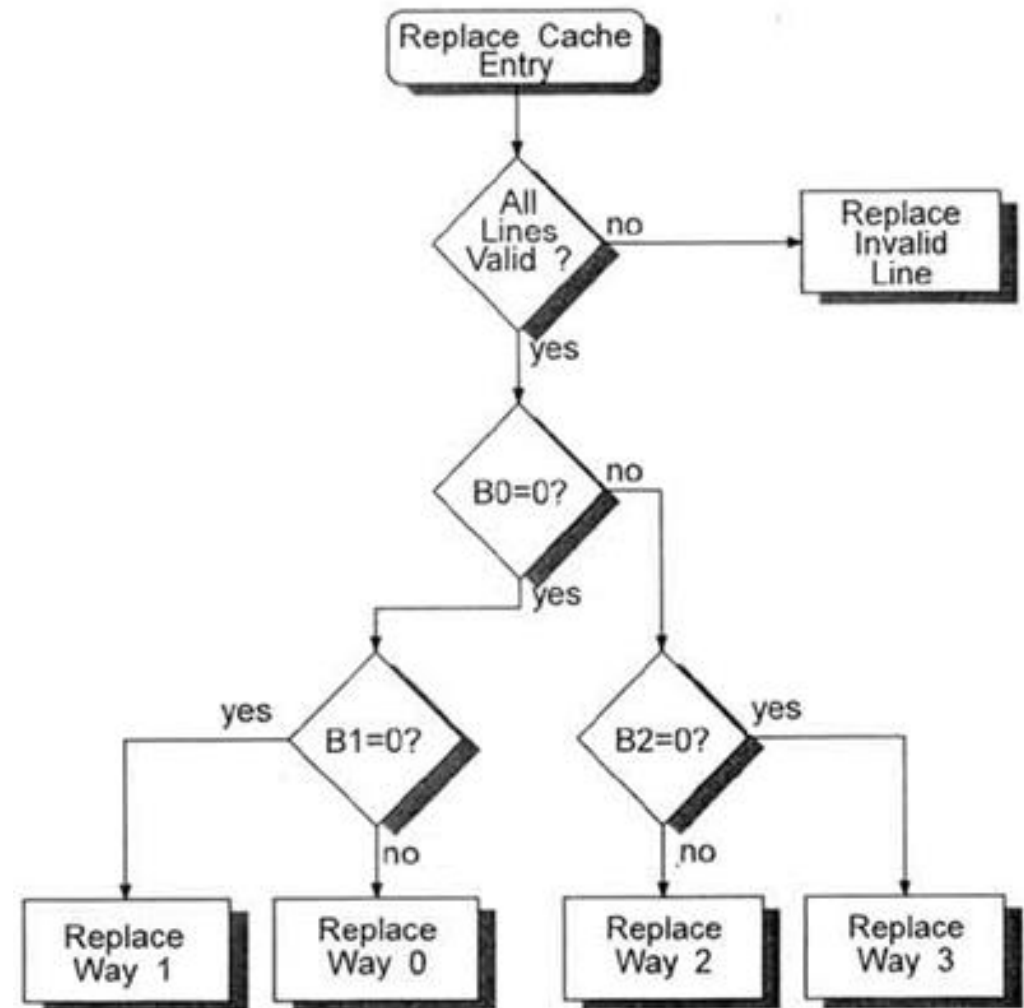 Replace Cache
Entry
All
Lines
Valid ?
no
Replace
Invalid
Line
yes
B0=0?
no
yes
yes
B1=0?
B2=0?
yes
no
no
Replace
Way 1
Replace
Way 0
Replace
Way 2
Replace
Way 3